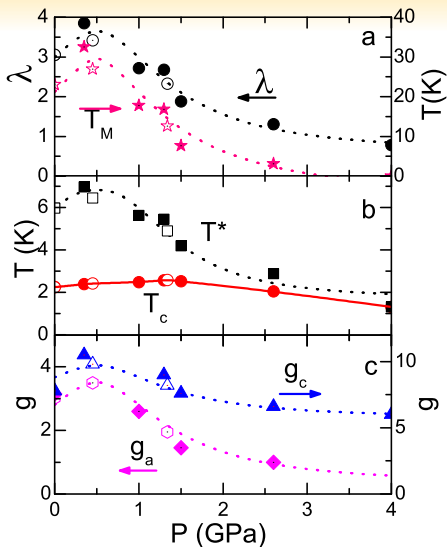 4 a 40
3 30
λ λ T(K)
2 20
T_M
1 10
0 0
b
6
T*
T (K) 4
2
T_c
0
c
4 g_c 10
g g
2 5
g_a
0 0
0 1 2 3 4
P (GPa)